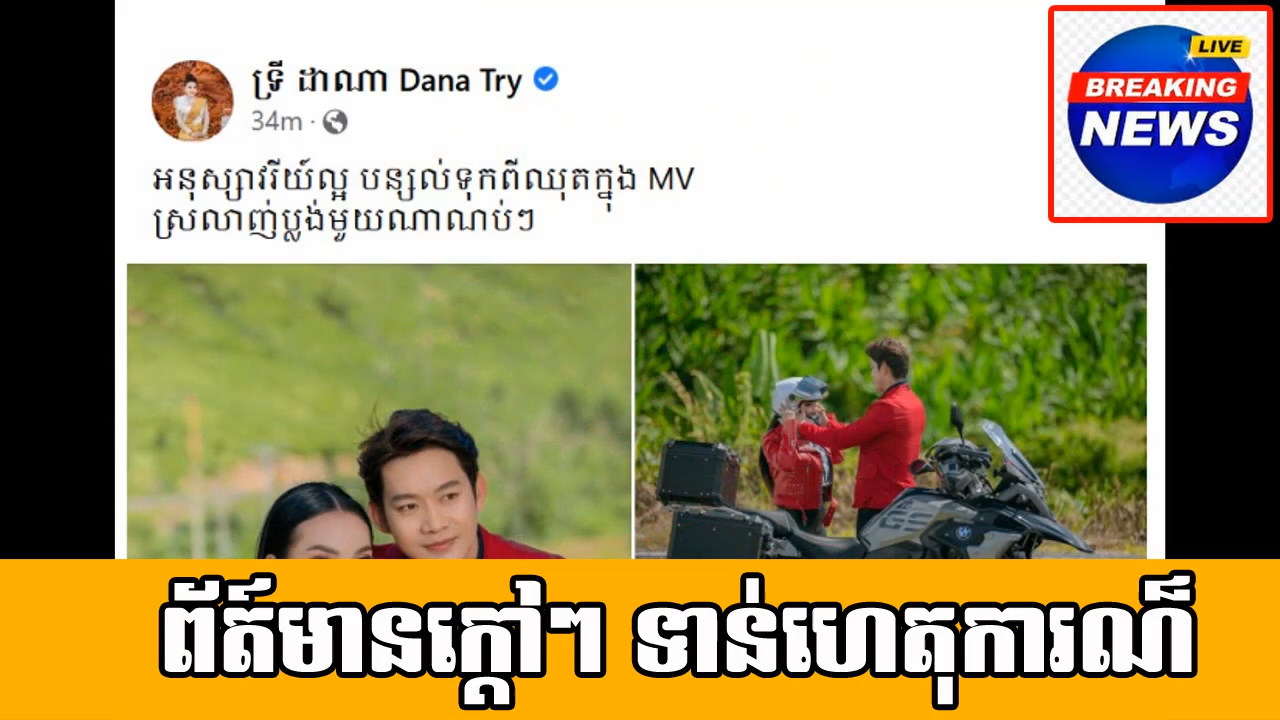 ទ្រី ដាណា Dana Try
34m ·
LIVE
BREAKING
NEWS
អនុស្សាវរីយ៍ល្អ បន្សល់ទុកពីឈុតក្នុង MV
ស្រលាញ់ប្លង់មួយណាណប់ៗ
GS
ព័ត៍មានក្តៅៗ ទាន់ហេតុការណ៏